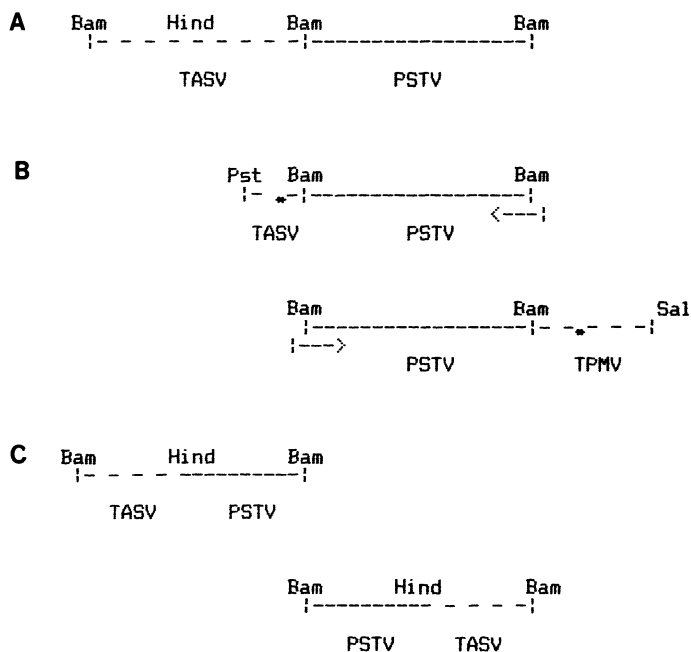 A Bam Hind Bam Bam
TASV PSTV
B Pst Bam Bam
TASV PSTV
Bam Bam Sal
PSTV TPMV
C Bam Hind Bam
TASV PSTV
Bam Hind Bam
PSTV TASV